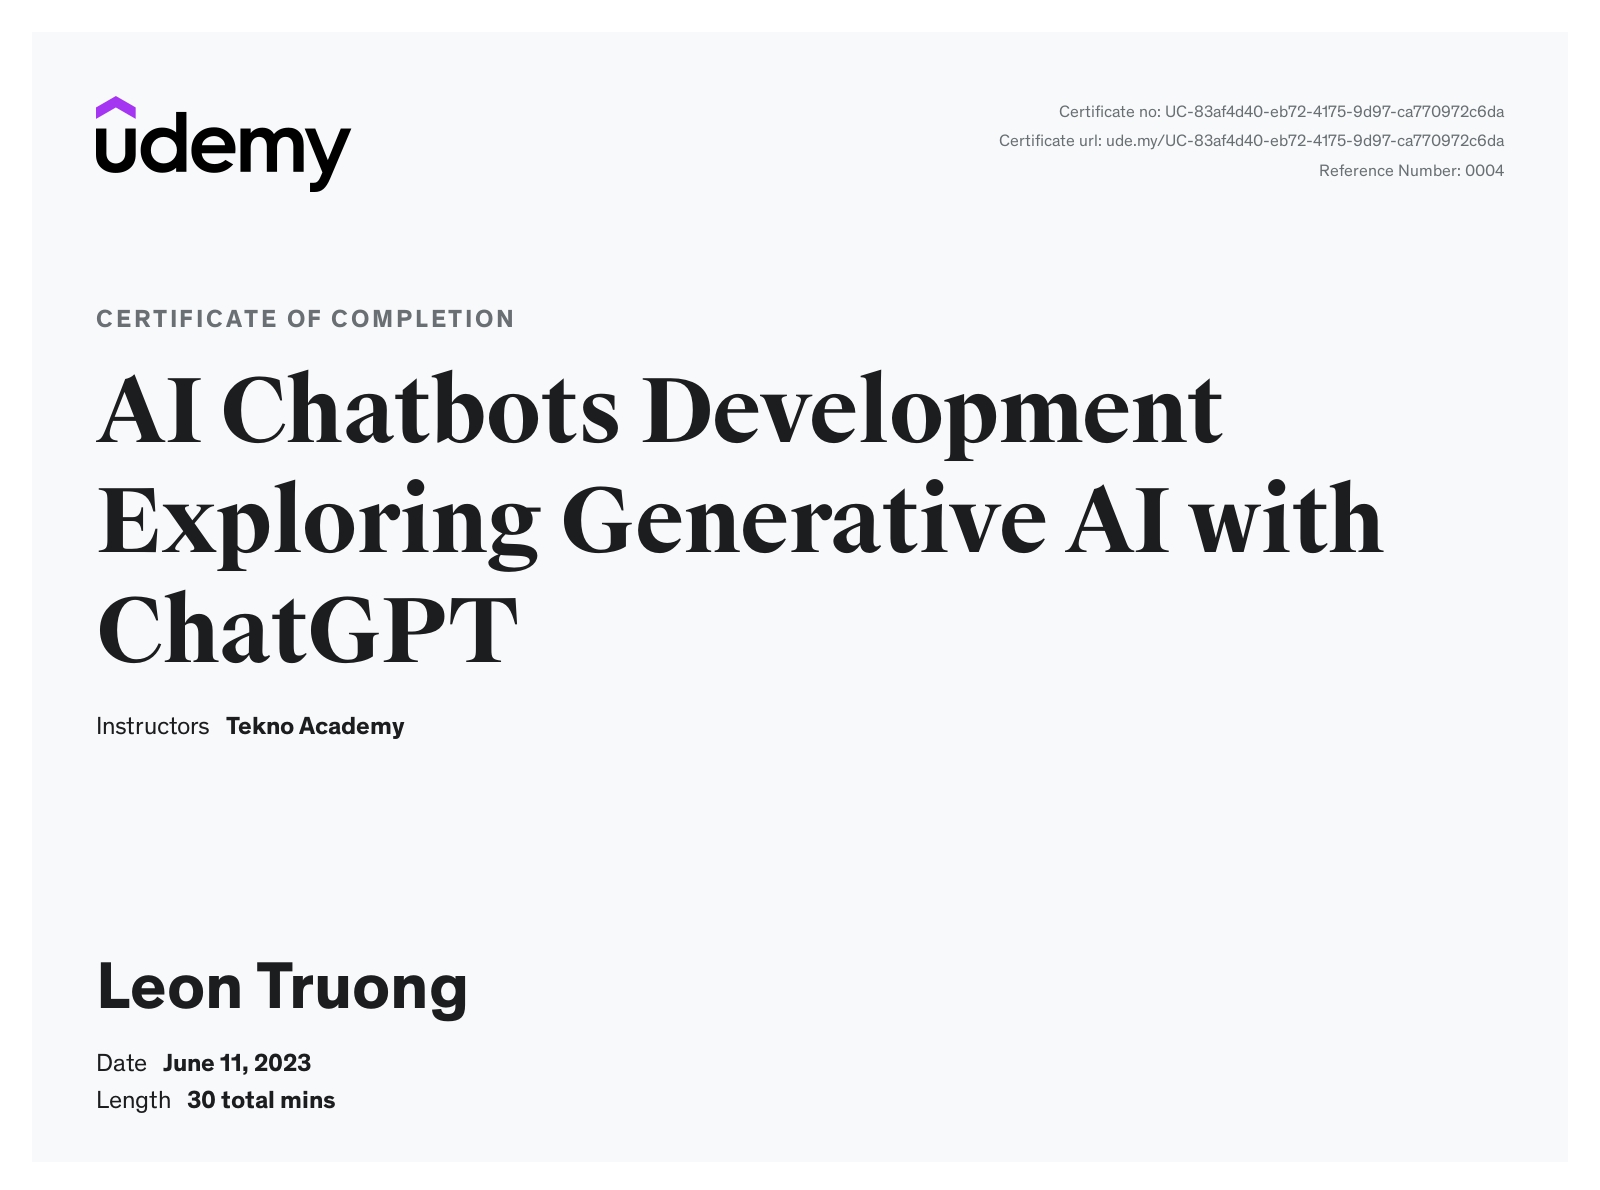 udemy
Certificate no: UC-83af4d40-eb72-4175-9d97-ca770972c6da
Certificate url: ude.my/UC-83af4d40-eb72-4175-9d97-ca770972c6da
Reference Number: 0004
CERTIFICATE OF COMPLETION
AI Chatbots Development
Exploring Generative AI with
ChatGPT
Instructors Tekno Academy
Leon Truong
Date June 11, 2023
Length 30 total mins